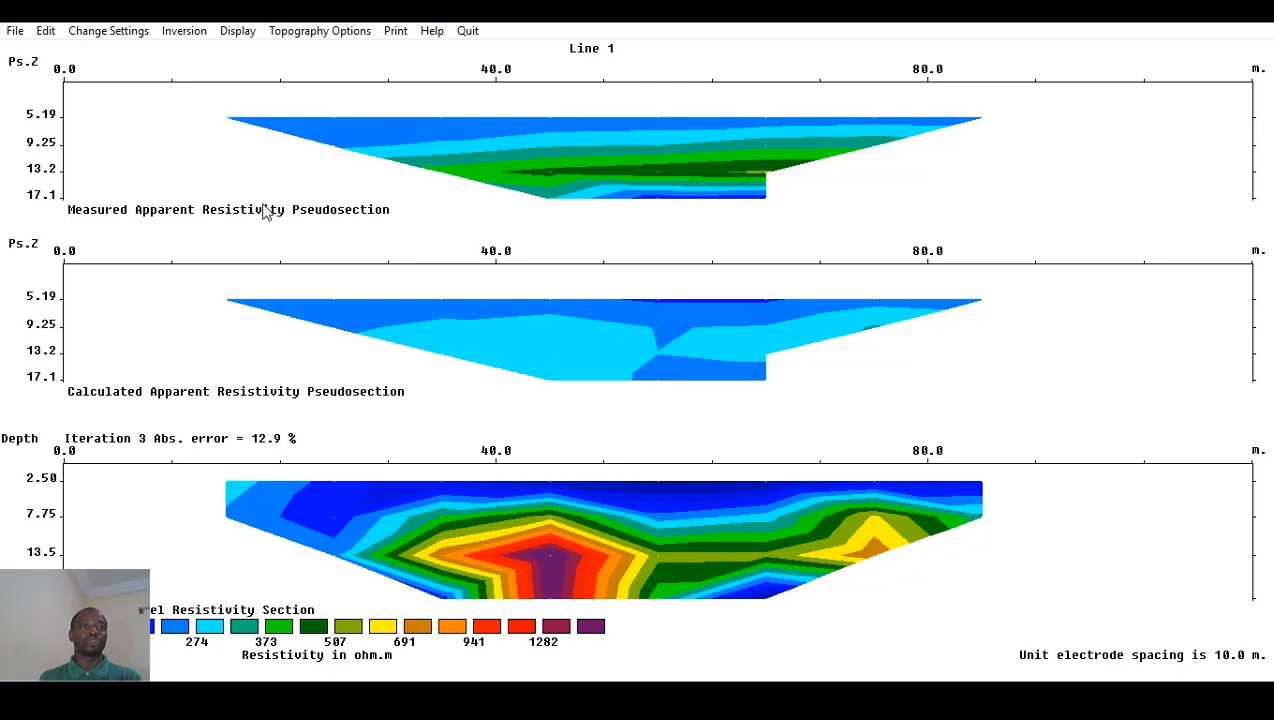 File Edit Change Settings Inversion Display Topography Options Print Help Quit
Line 1
Ps.Z 0.0 40.0 80.0 m.
5.19
9.25
13.2
17.1
Measured Apparent Resistivity Pseudosection
Ps.Z 0.0 40.0 80.0 m.
5.19
9.25
13.2
17.1
Calculated Apparent Resistivity Pseudosection
Depth Iteration 3 Abs. error = 12.9 %
0.0 40.0 80.0 m.
2.50
7.75
13.5
Resistivity Section
274 373 507 691 941 1282
Resistivity in ohm.m
Unit electrode spacing is 10.0 m.